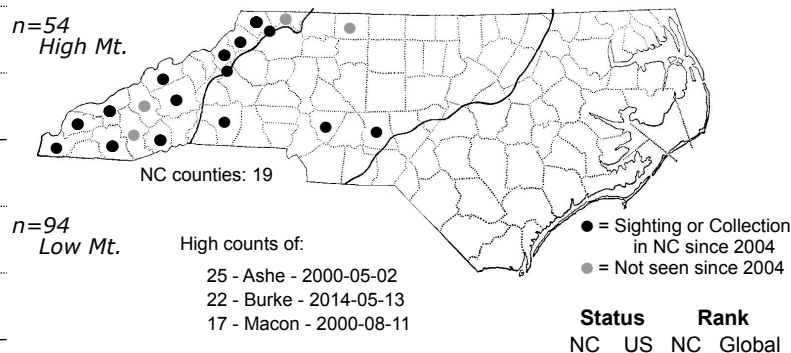 n=54
High Mt.
NC counties: 19
n=94
Low Mt.
High counts of:
25 - Ashe - 2000-05-02
22 - Burke - 2014-05-13
17 - Macon - 2000-08-11
● = Sighting or Collection
in NC since 2004
● = Not seen since 2004
Status Rank
NC US NC Global